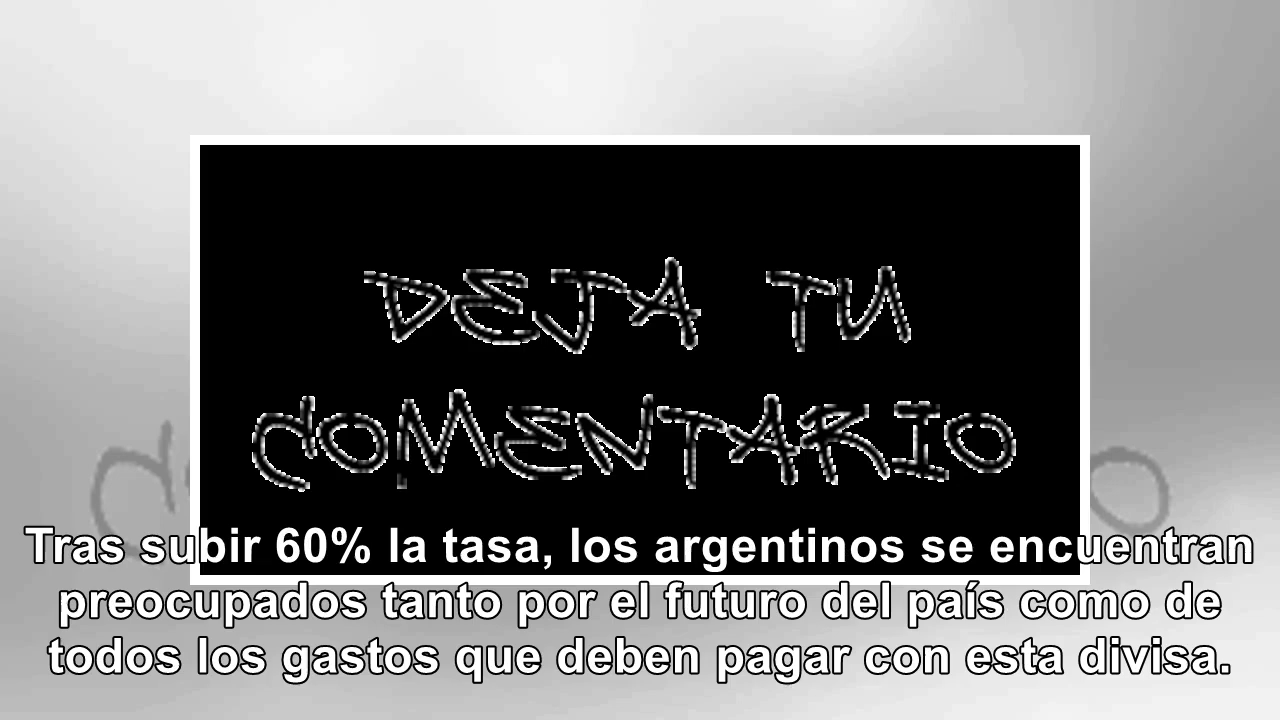 DEJA TU
COMENTARIO
Tras subir 60% la tasa, los argentinos se encuentran
preocupados tanto por el futuro del país como de
todos los gastos que deben pagar con esta divisa.